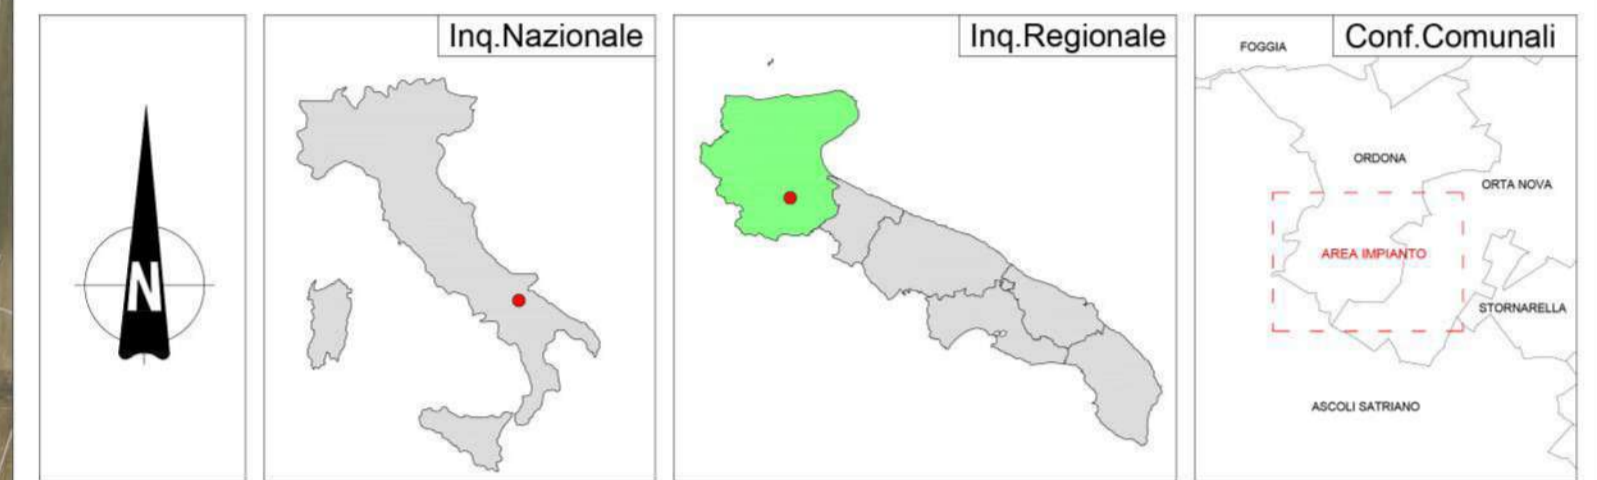 N
Inq.Nazionale
Inq.Regionale
Conf.Comunali
FOGGIA
ORDONA
ORTA NOVA
AREA IMPIANTO
STORNARELLA
ASCOLI SATRIANO